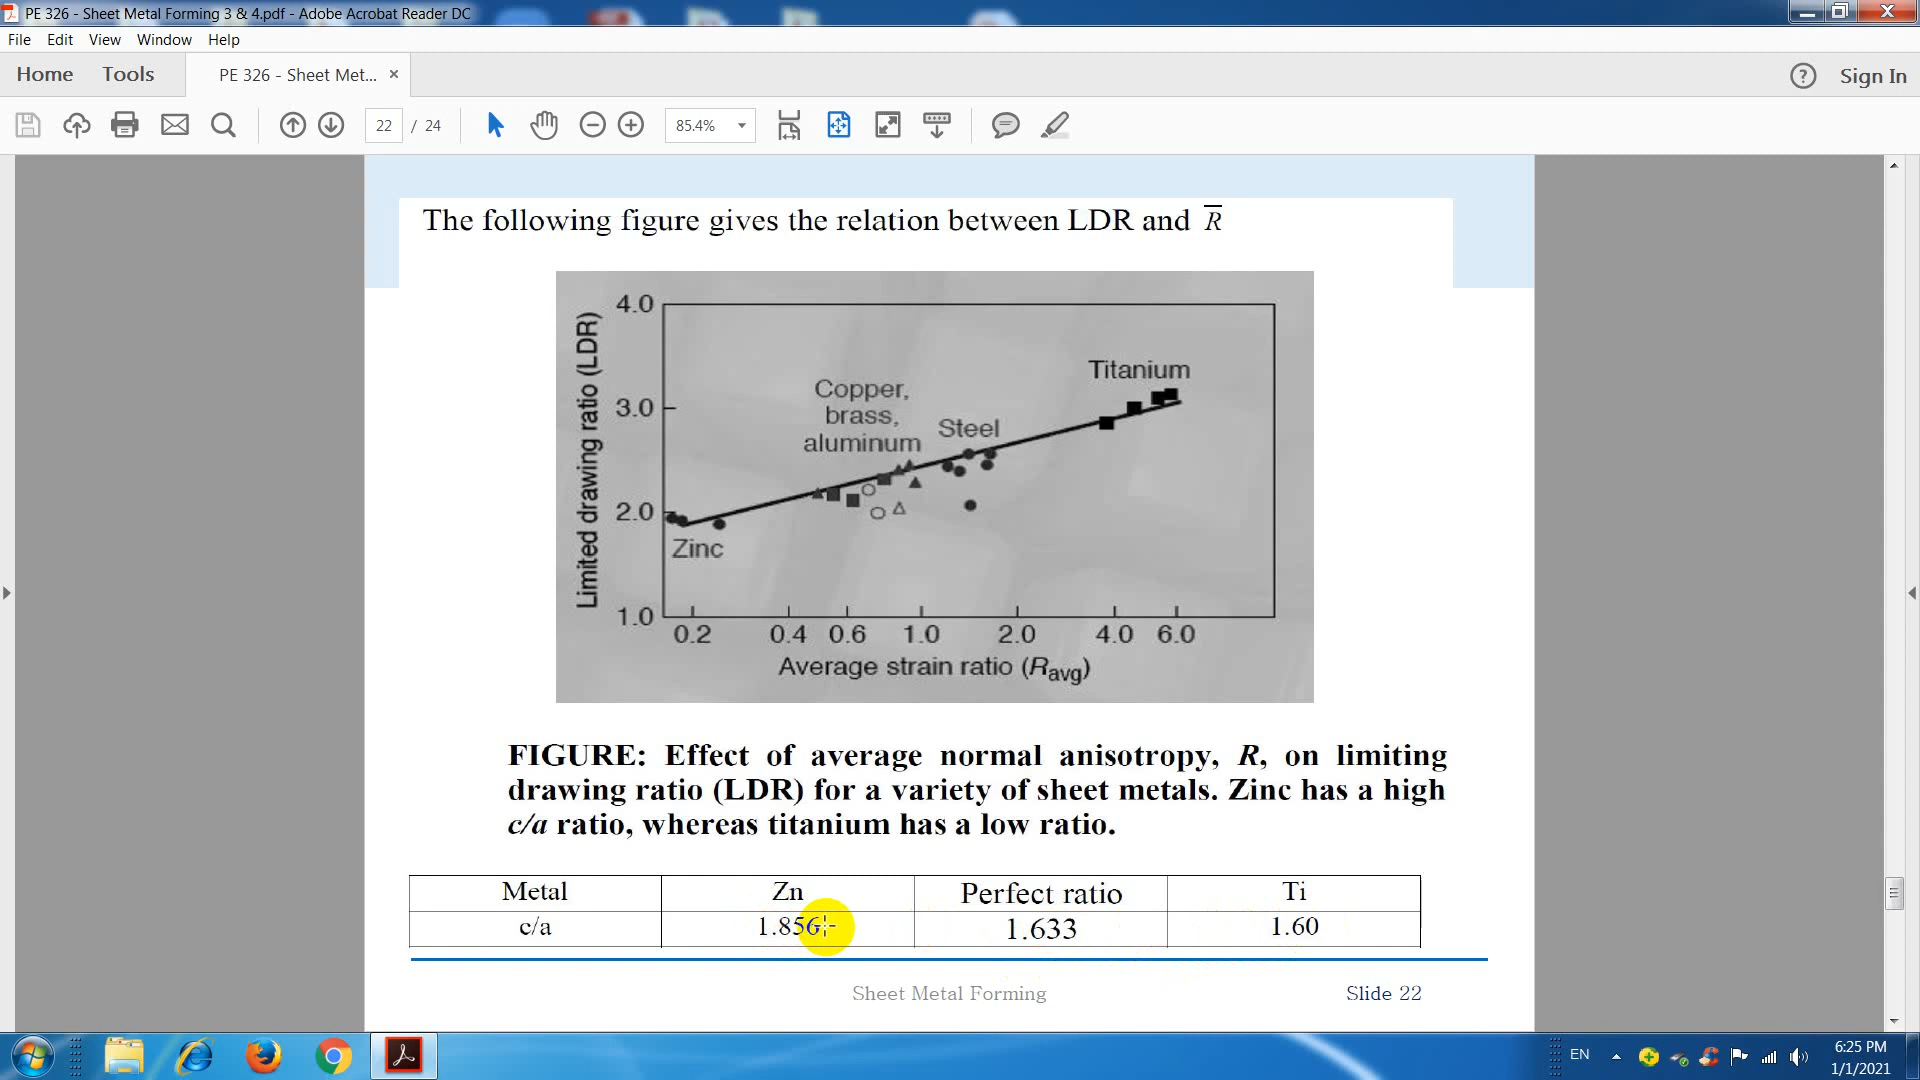 PE 326 - Sheet Metal Forming 3 & 4.pdf - Adobe Acrobat Reader DC
File Edit View Window Help
Home Tools PE 326 - Sheet Met... × ? Sign In
22 / 24 85.4%
The following figure gives the relation between LDR and R̅
Limited drawing ratio (LDR)
4.0
3.0
2.0
1.0
Copper,
brass,
aluminum
Steel
Titanium
Zinc
0.2 0.4 0.6 1.0 2.0 4.0 6.0
Average strain ratio (Ravg)
FIGURE: Effect of average normal anisotropy, R, on limiting
drawing ratio (LDR) for a variety of sheet metals. Zinc has a high
c/a ratio, whereas titanium has a low ratio.
Metal Zn Perfect ratio Ti
c/a 1.856 1.633 1.60
Sheet Metal Forming Slide 22
EN 6:25 PM
1/1/2021